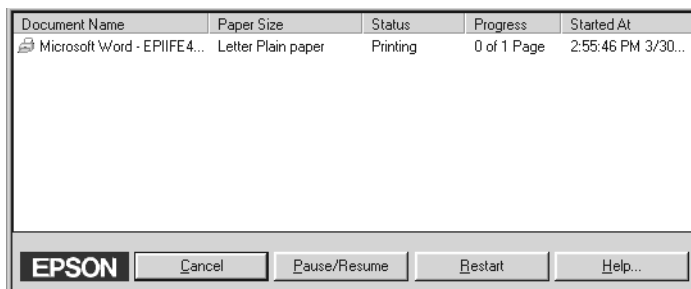 Document Name Paper Size Status Progress Started At
Microsoft Word - EPIIFE4... Letter Plain paper Printing 0 of 1 Page 2:55:46 PM 3/30...
EPSON Cancel Pause/Resume Restart Help...